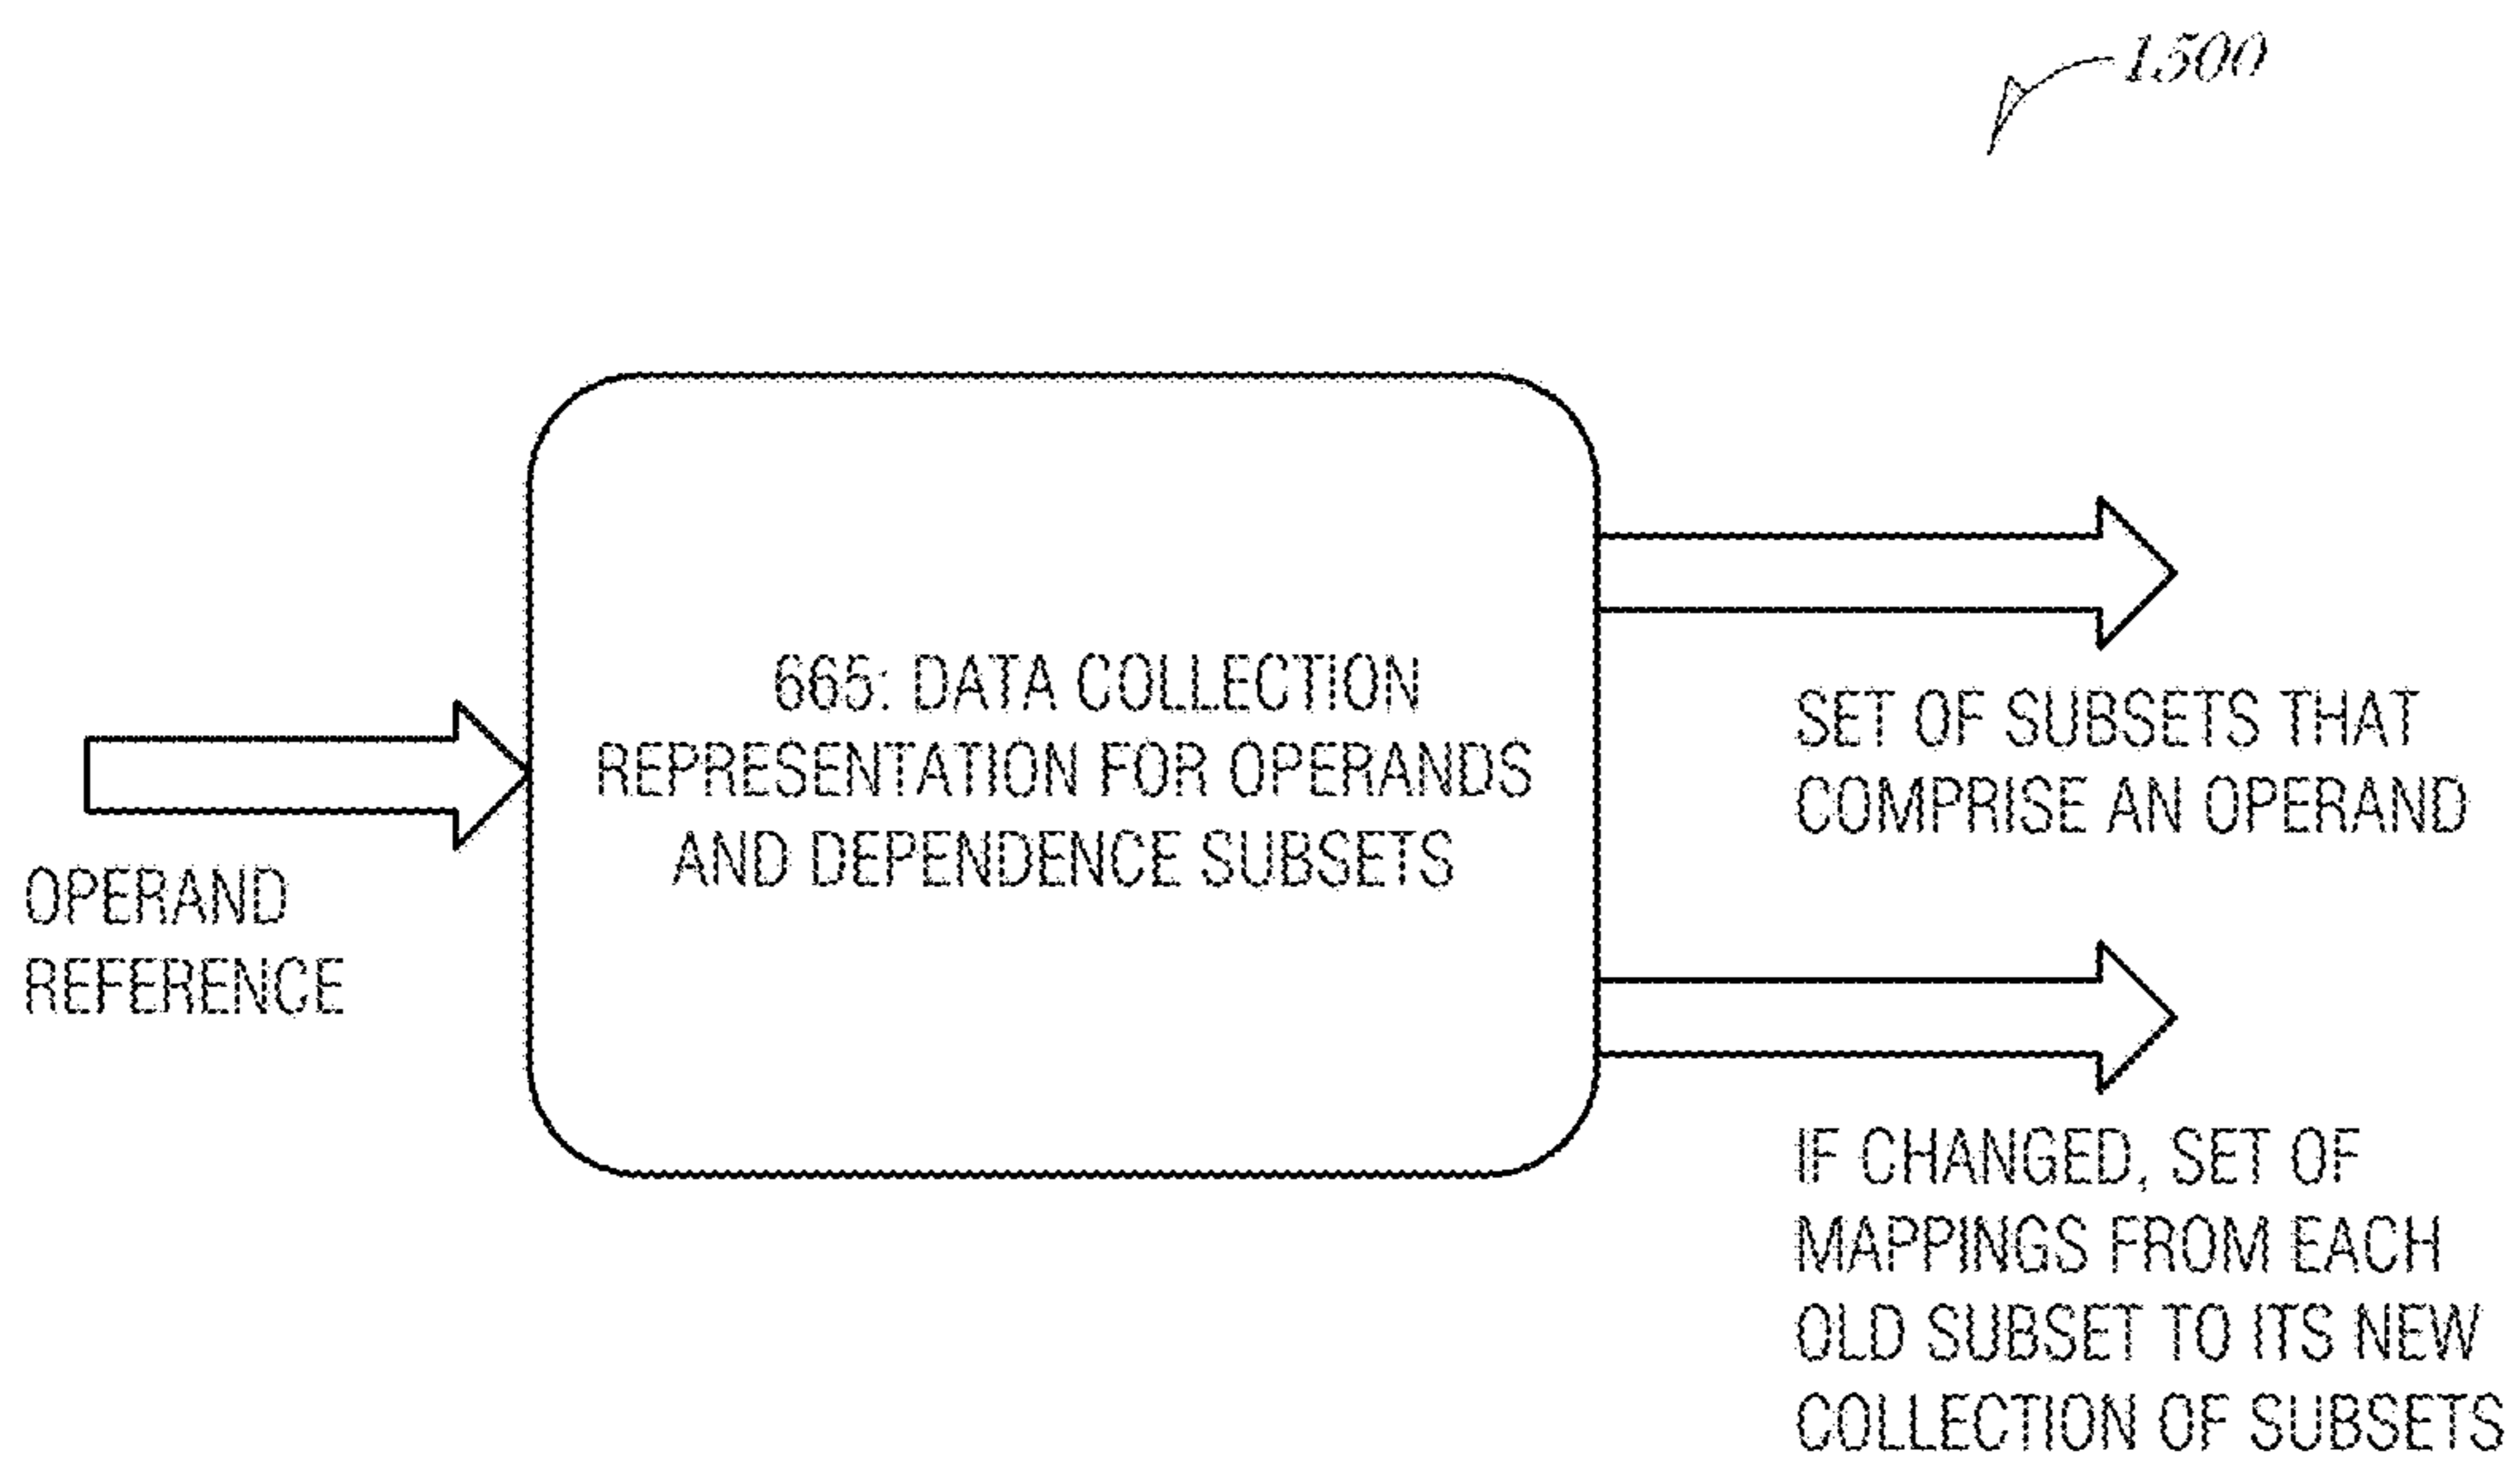 1500
665: DATA COLLECTION
REPRESENTATION FOR OPERANDS
AND DEPENDENCE SUBSETS
OPERAND
REFERENCE
SET OF SUBSETS THAT
COMPRISE AN OPERAND
IF CHANGED, SET OF
MAPPINGS FROM EACH
OLD SUBSET TO ITS NEW
COLLECTION OF SUBSETS